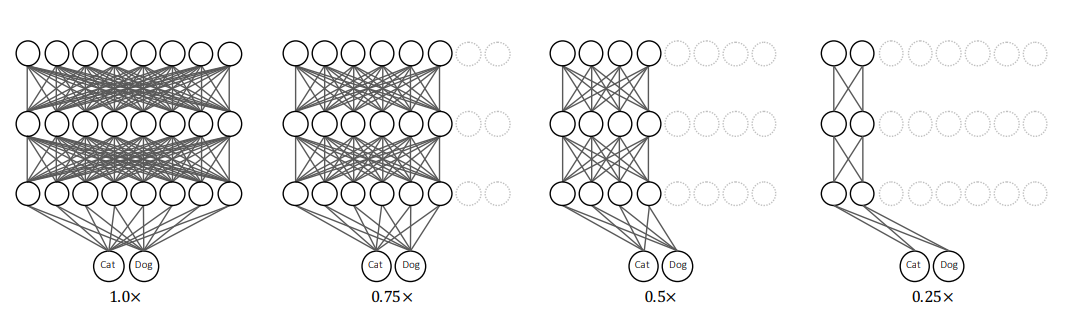 Cat Dog Cat Dog Cat Dog Cat Dog
1.0× 0.75× 0.5× 0.25×